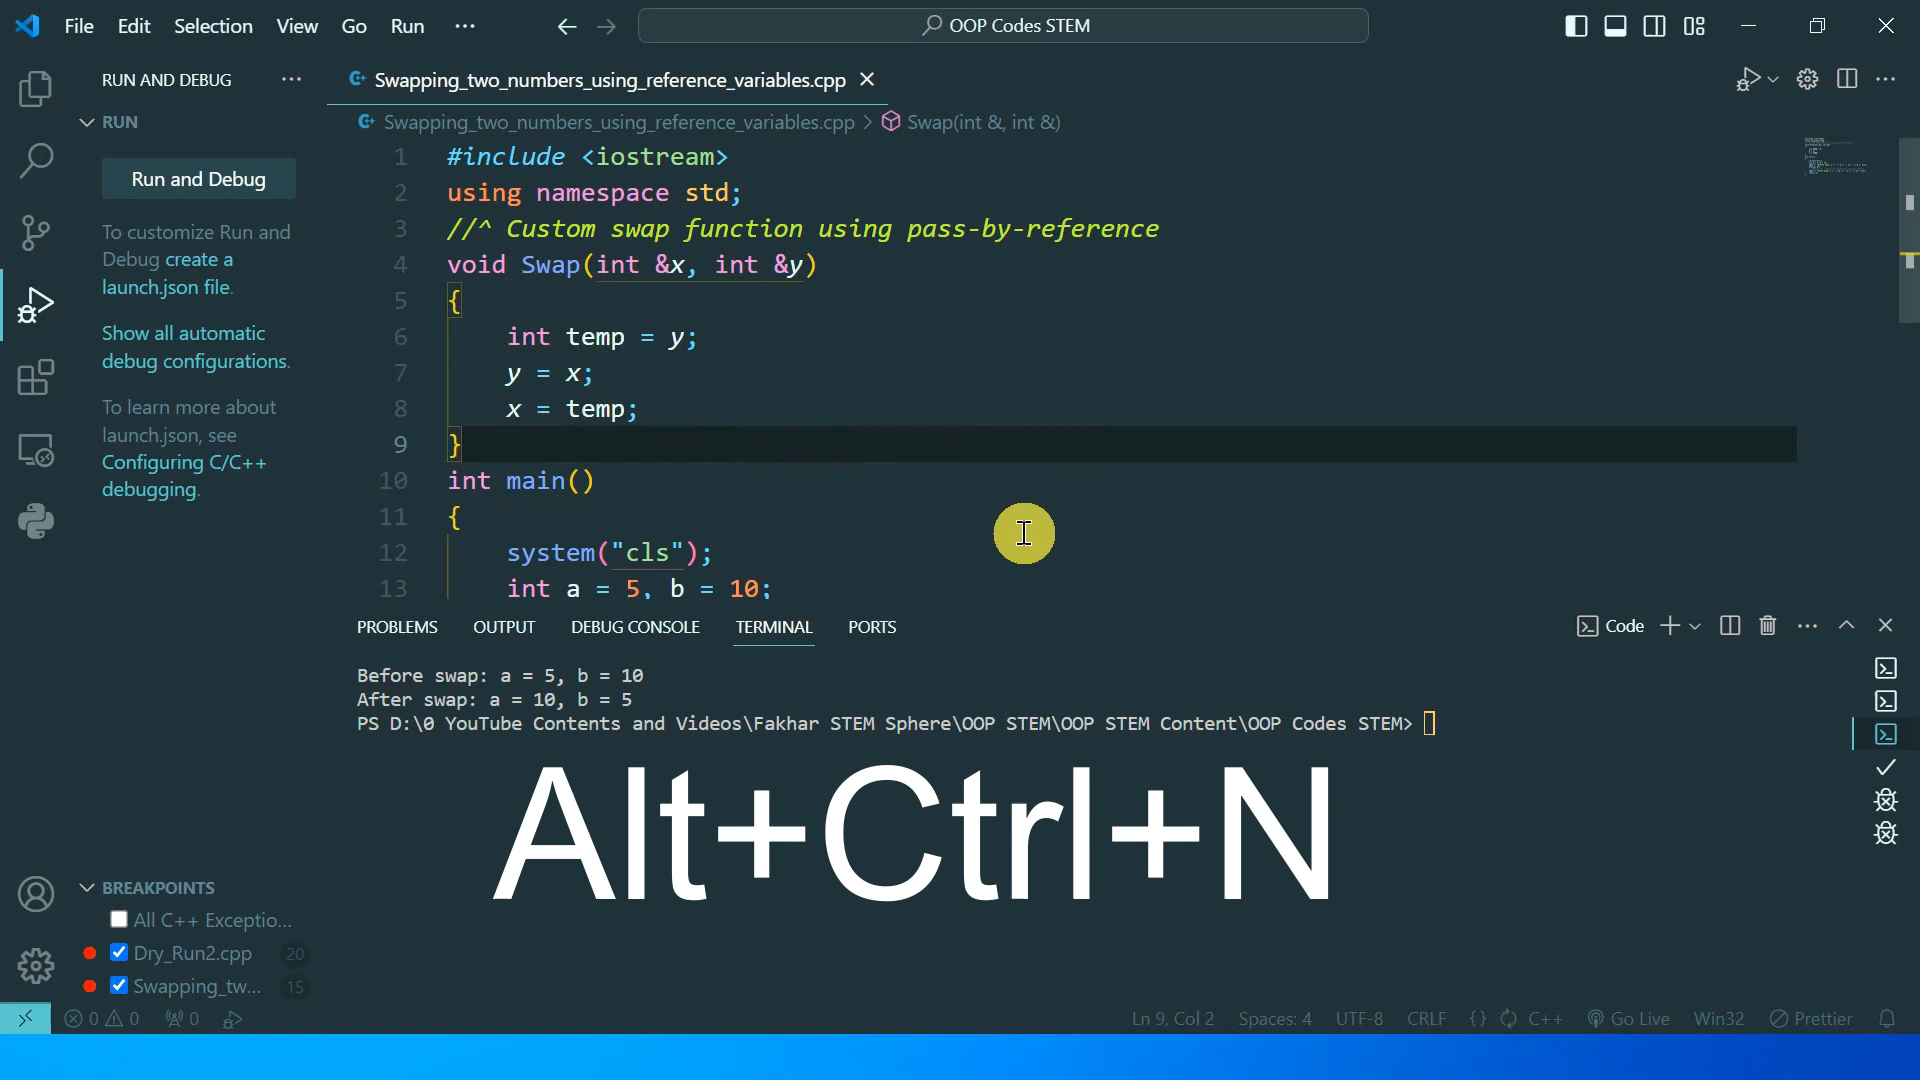 File Edit Selection View Go Run ···
OOP Codes STEM
RUN AND DEBUG ···
RUN
Run and Debug
To customize Run and
Debug create a
launch.json file.
Show all automatic
debug configurations.
To learn more about
launch.json, see
Configuring C/C++
debugging.
BREAKPOINTS
All C++ Exceptio...
Dry_Run2.cpp 20
Swapping_tw... 15
Swapping_two_numbers_using_reference_variables.cpp
Swapping_two_numbers_using_reference_variables.cpp > Swap(int &, int &)
1 #include <iostream>
2 using namespace std;
3 //^ Custom swap function using pass-by-reference
4 void Swap(int &x, int &y)
5 {
6 int temp = y;
7 y = x;
8 x = temp;
9 }
10 int main()
11 {
12 system("cls");
13 int a = 5, b = 10;
PROBLEMS OUTPUT DEBUG CONSOLE TERMINAL PORTS
Code
Before swap: a = 5, b = 10
After swap: a = 10, b = 5
PS D:\0 YouTube Contents and Videos\Fakhar STEM Sphere\OOP STEM\OOP STEM Content\OOP Codes STEM>
Alt+Ctrl+N
0 0 0 Ln 9, Col 2 Spaces: 4 UTF-8 CRLF {} C++ Go Live Win32 Prettier